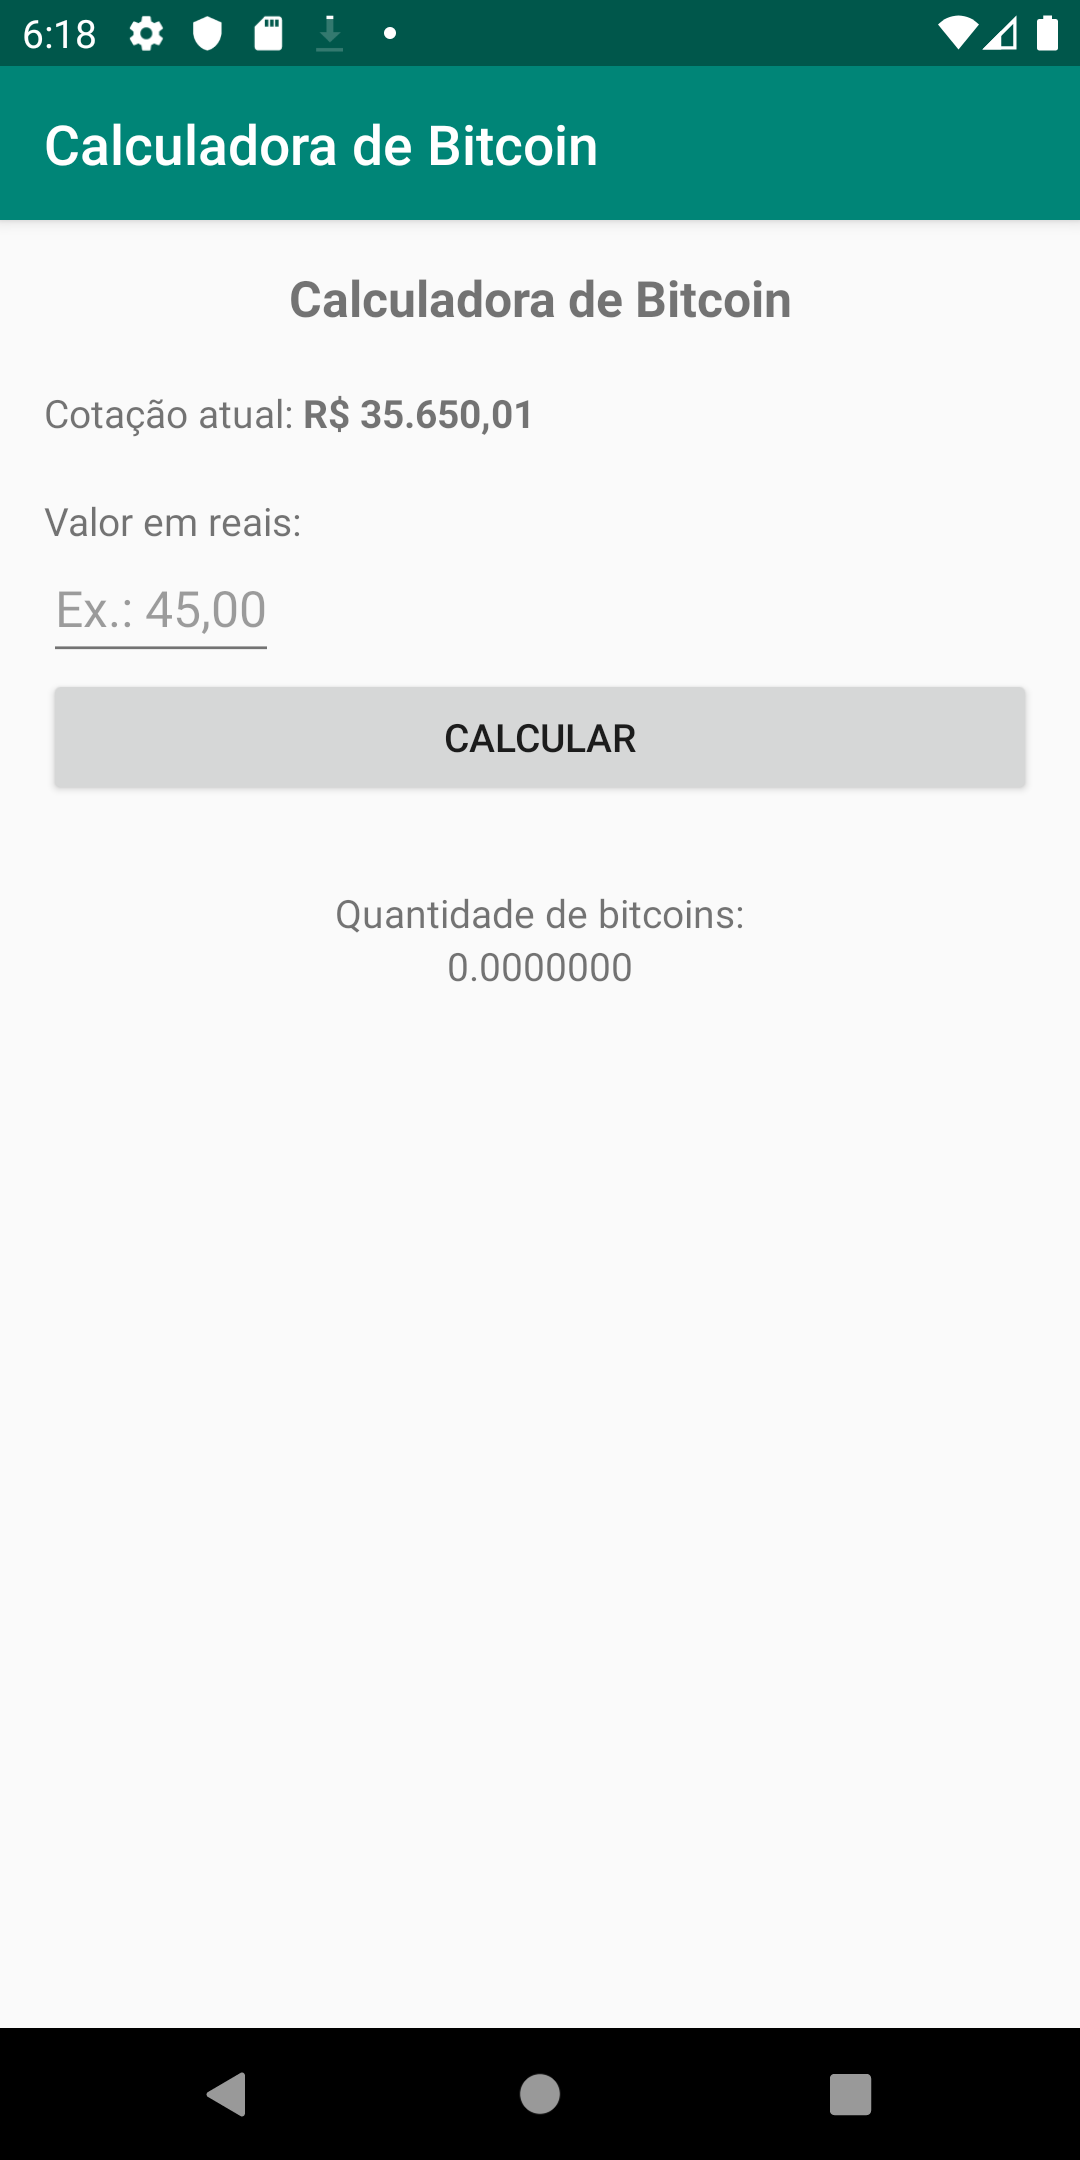 6:18
Calculadora de Bitcoin
Calculadora de Bitcoin
Cotação atual: R$ 35.650,01
Valor em reais:
Ex.: 45,00
CALCULAR
Quantidade de bitcoins:
0.0000000